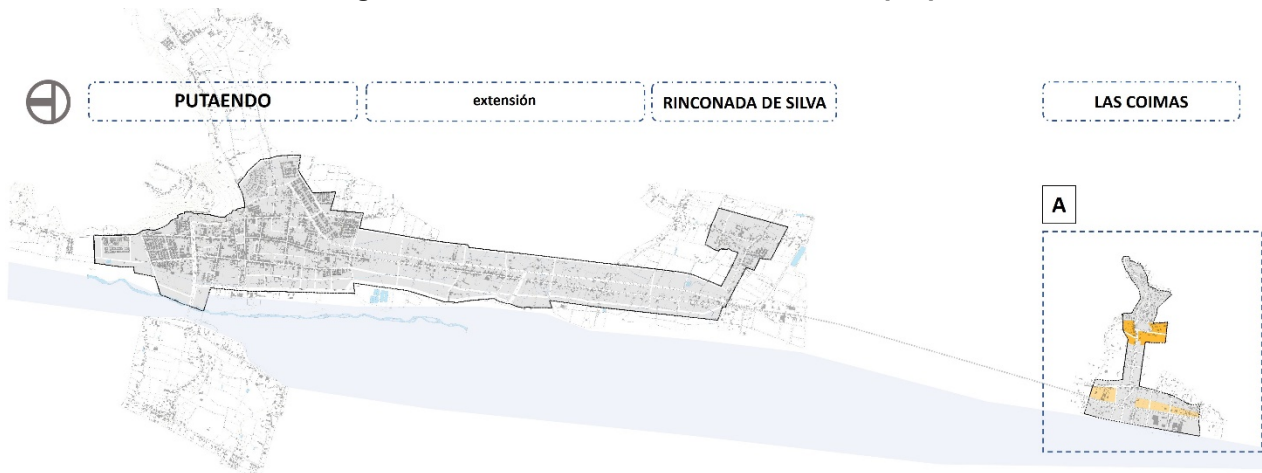 PUTAENDO
extensión
RINCONADA DE SILVA
LAS COIMAS
A